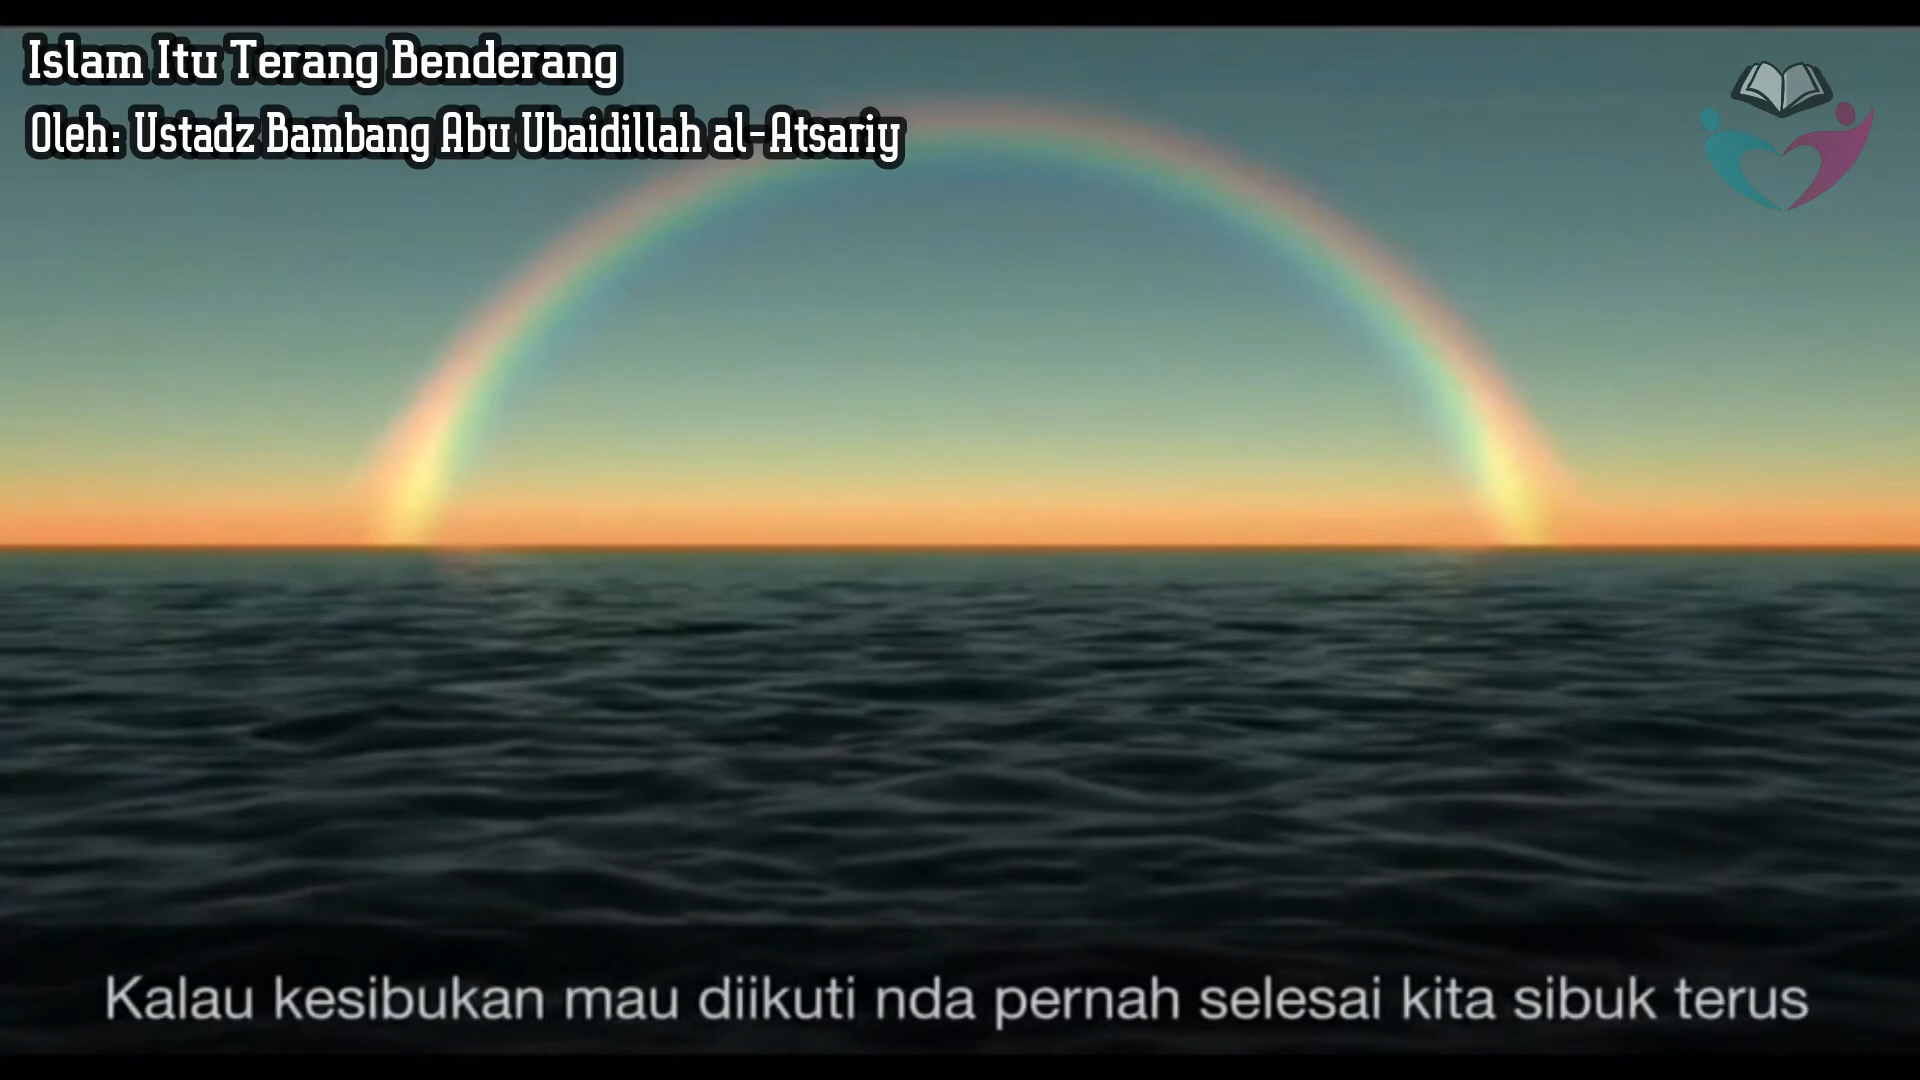 Islam Itu Terang Benderang
Oleh: Ustadz Bambang Abu Ubaidillah al-Atsariy
Kalau kesibukan mau diikuti nda pernah selesai kita sibuk terus